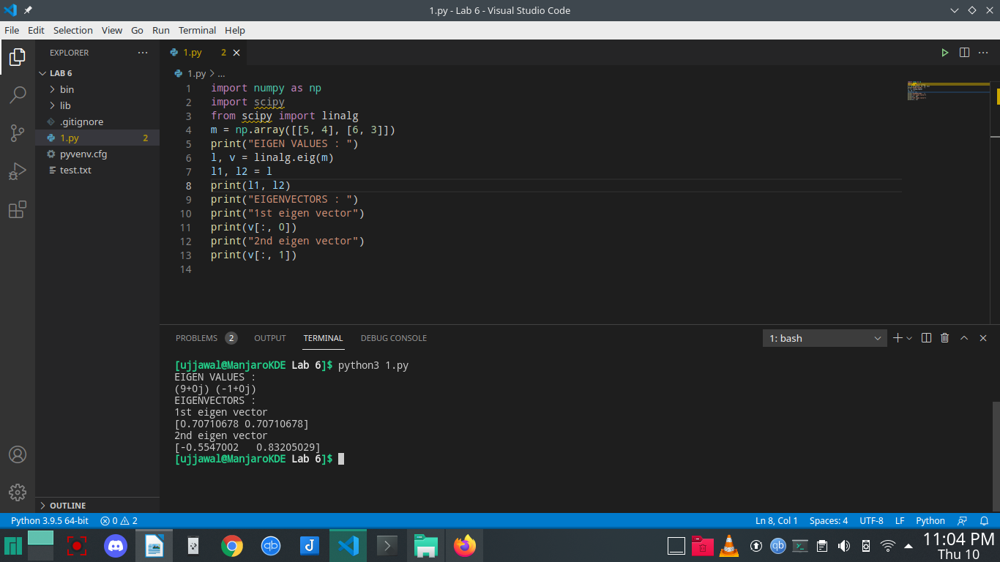 1.py - Lab 6 - Visual Studio Code
File Edit Selection View Go Run Terminal Help
EXPLORER
LAB 6
bin
lib
.gitignore
1.py 2
pyvenv.cfg
test.txt
OUTLINE
1.py 2
1.py > ...
1 import numpy as np
2 import scipy
3 from scipy import linalg
4 m = np.array([[5, 4], [6, 3]])
5 print("EIGEN VALUES : ")
6 l, v = linalg.eig(m)
7 l1, l2 = l
8 print(l1, l2)
9 print("EIGENVECTORS : ")
10 print("1st eigen vector")
11 print(v[:, 0])
12 print("2nd eigen vector")
13 print(v[:, 1])
14
PROBLEMS 2 OUTPUT TERMINAL DEBUG CONSOLE
1: bash
[ujjawal@ManjaroKDE Lab 6]$ python3 1.py
EIGEN VALUES :
(9+0j) (-1+0j)
EIGENVECTORS :
1st eigen vector
[0.70710678 0.70710678]
2nd eigen vector
[-0.5547002   0.83205029]
[ujjawal@ManjaroKDE Lab 6]$
Python 3.9.5 64-bit 0 2
Ln 8, Col 1 Spaces: 4 UTF-8 LF Python
qb
qb
11:04 PM
Thu 10